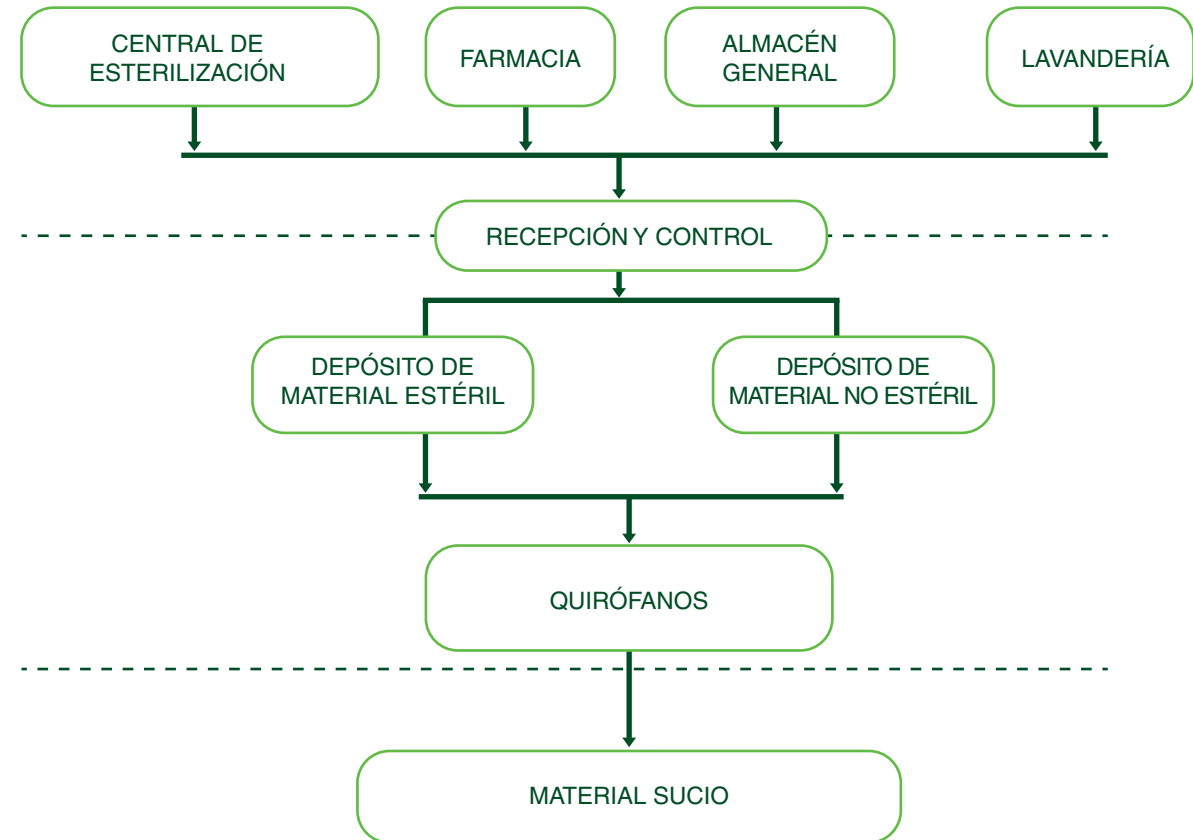 CENTRAL DE
ESTERILIZACIÓN
FARMACIA
ALMACÉN
GENERAL
LAVANDERÍA
RECEPCIÓN Y CONTROL
DEPÓSITO DE
MATERIAL ESTÉRIL
DEPÓSITO DE
MATERIAL NO ESTÉRIL
QUIRÓFANOS
MATERIAL SUCIO